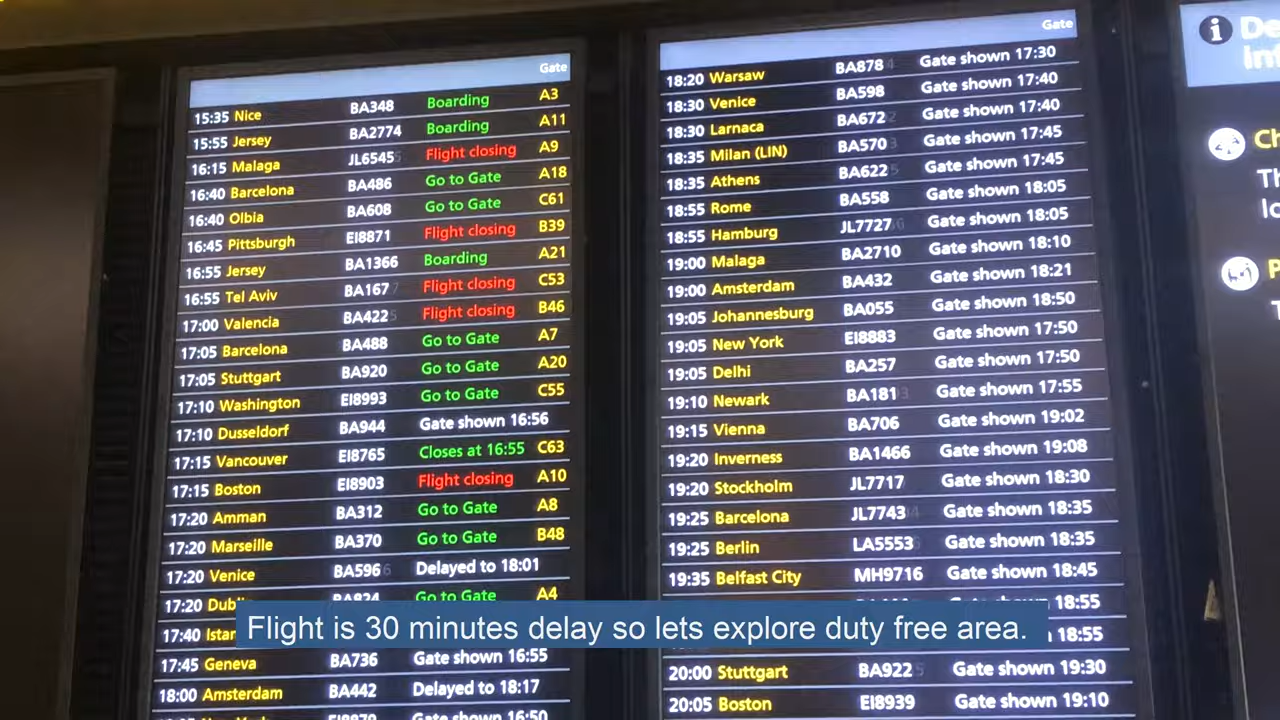 Gate
15:35 Nice BA348 Boarding A3
15:55 Jersey BA2774 Boarding A11
16:15 Malaga JL6545 Flight closing A9
16:40 Barcelona BA486 Go to Gate A18
16:40 Olbia BA608 Go to Gate C61
16:45 Pittsburgh EI8871 Flight closing B39
16:55 Jersey BA1366 Boarding A21
16:55 Tel Aviv BA167 Flight closing C53
17:00 Valencia BA422 Flight closing B46
17:05 Barcelona BA488 Go to Gate A7
17:05 Stuttgart BA920 Go to Gate A20
17:10 Washington EI8993 Go to Gate C55
17:10 Dusseldorf BA944 Gate shown 16:56
17:15 Vancouver EI8765 Closes at 16:55 C63
17:15 Boston EI8903 Flight closing A10
17:20 Amman BA312 Go to Gate A8
17:20 Marseille BA370 Go to Gate B48
17:20 Venice BA596 Delayed to 18:01
17:20 Go to Gate A4
17:40
17:45 Geneva BA736 Gate shown 16:55
18:00 Amsterdam BA442 Delayed to 18:17
Gate shown 16:50
Gate
18:20 Warsaw BA878 Gate shown 17:30
18:30 Venice BA598 Gate shown 17:40
18:30 Larnaca BA672 Gate shown 17:40
18:35 Milan (LIN) BA570 Gate shown 17:45
18:35 Athens BA622 Gate shown 17:45
18:55 Rome BA558 Gate shown 18:05
18:55 Hamburg JL7727 Gate shown 18:05
19:00 Malaga BA2710 Gate shown 18:10
19:00 Amsterdam BA432 Gate shown 18:21
19:05 Johannesburg BA055 Gate shown 18:50
19:05 New York EI8883 Gate shown 17:50
19:05 Delhi BA257 Gate shown 17:50
19:10 Newark BA181 Gate shown 17:55
19:15 Vienna BA706 Gate shown 19:02
19:20 Inverness BA1466 Gate shown 19:08
19:20 Stockholm JL7717 Gate shown 18:30
19:25 Barcelona JL7743 Gate shown 18:35
19:25 Berlin LA5553 Gate shown 18:35
19:35 Belfast City MH9716 Gate shown 18:45
18:55
18:55
20:00 Stuttgart BA922 Gate shown 19:30
20:05 Boston EI8939 Gate shown 19:10
Flight is 30 minutes delay so lets explore duty free area.